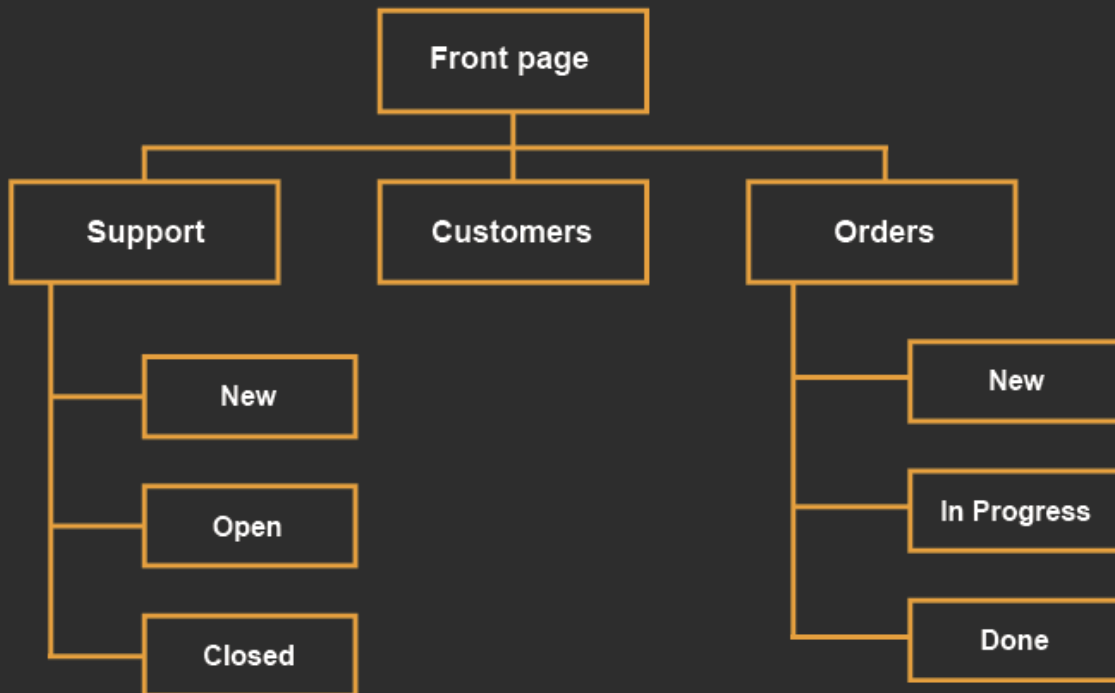 Front page
Support
Customers
Orders
New
Open
Closed
New
In Progress
Done